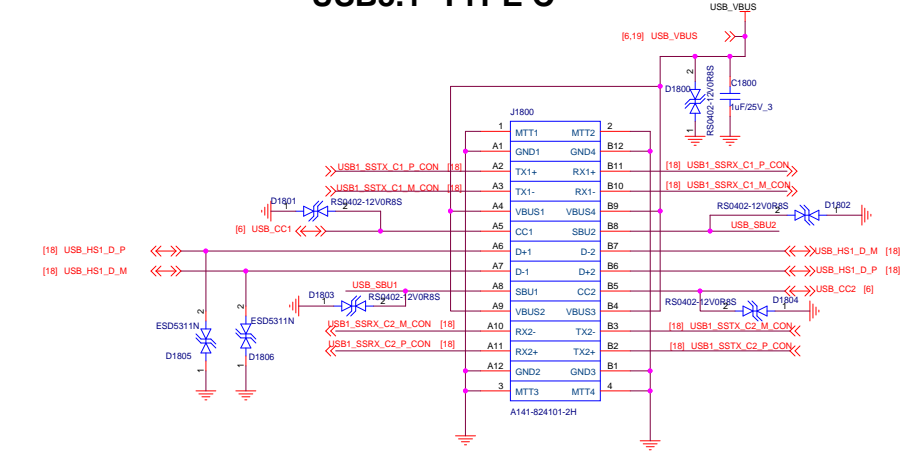 USB_VBUS
[6,19] USB_VBUS
D1800
2
1
RS0402-12V0R8S
C1800
1uF/25V_3
J1800
1 MTT1 MTT2 2
A1 GND1 GND4 B12
USB1_SSTX_C1_P_CON [18] A2 TX1+ RX1+ B11 [18] USB1_SSRX_C1_P_CON
USB1_SSTX_C1_M_CON [18] A3 TX1- RX1- B10 [18] USB1_SSRX_C1_M_CON
D1801 1 2 RS0402-12V0R8S A4 VBUS1 VBUS4 B9 RS0402-12V0R8S 2 D1802
[6] USB_CC1 A5 CC1 SBU2 B8 USB_SBU2
[18] USB_HS1_D_P A6 D+1 D-2 B7 USB_HS1_D_M [18]
[18] USB_HS1_D_M A7 D-1 D+2 B6 USB_HS1_D_P [18]
USB_SBU1 A8 SBU1 CC2 B5 USB_CC2 [6]
D1803 1 2 RS0402-12V0R8S A9 VBUS2 VBUS3 B4 RS0402-12V0R8S 2 D1804
USB1_SSRX_C2_M_CON [18] A10 RX2- TX2- B3 [18] USB1_SSTX_C2_M_CON
USB1_SSRX_C2_P_CON [18] A11 RX2+ TX2+ B2 [18] USB1_SSTX_C2_P_CON
A12 GND2 GND3 B1
3 MTT3 MTT4 4
A141-824101-2H
2 2
ESD5311N ESD5311N
D1805 D1806
1 1